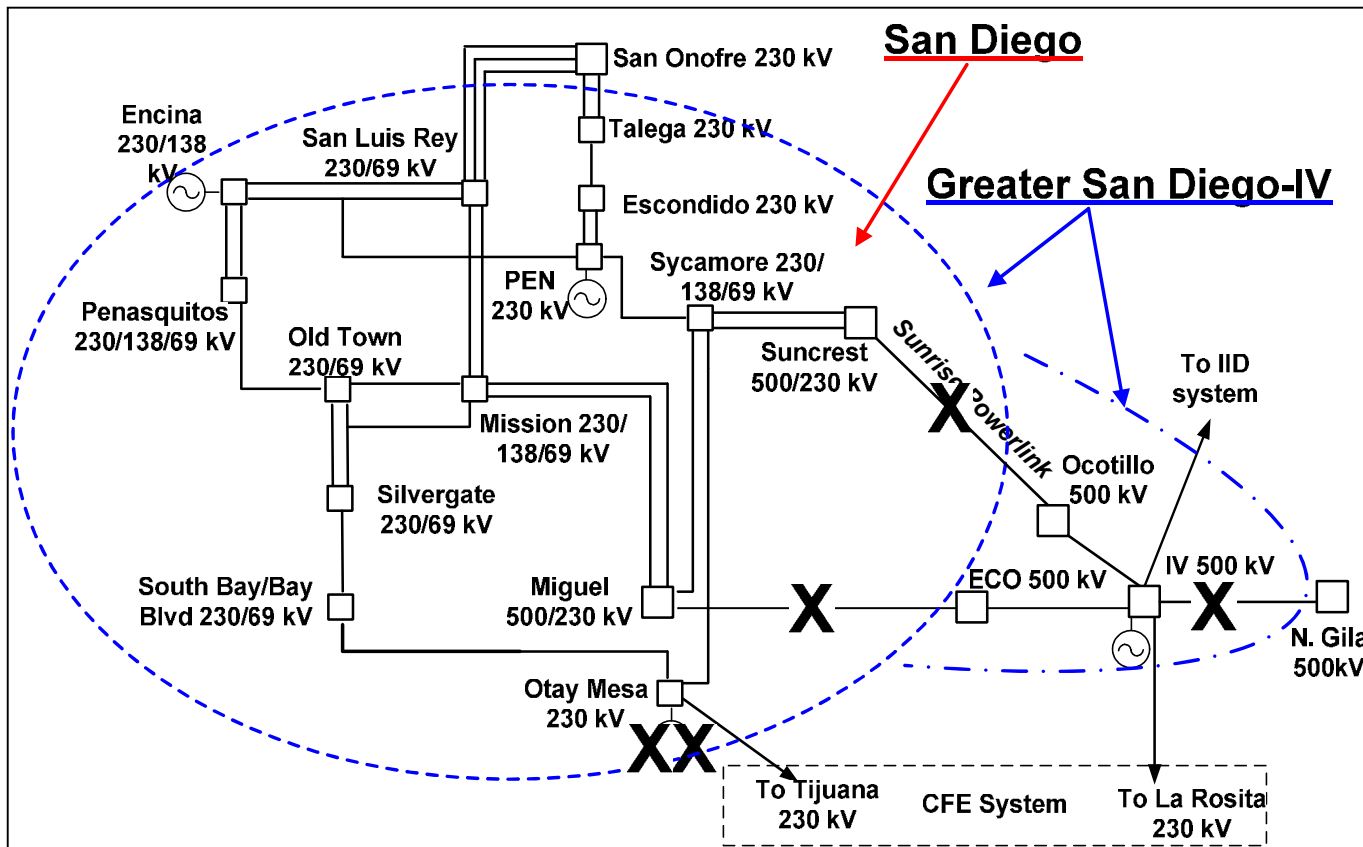 San Diego
San Onofre 230 kV
Encina
230/138
kV
San Luis Rey
230/69 kV
Talega 230 kV
Greater San Diego-IV
Escondido 230 kV
PEN
230 kV
Sycamore 230/
138/69 kV
Penasquitos
230/138/69 kV
Old Town
230/69 kV
Suncrest
500/230 kV
Sunrise Powerlink
X
To IID
system
Mission 230/
138/69 kV
Ocotillo
500 kV
Silvergate
230/69 kV
South Bay/Bay
Blvd 230/69 kV
Miguel
500/230 kV
X
ECO 500 kV
IV 500 kV
X
N. Gila
500kV
Otay Mesa
230 kV
XX
To Tijuana
230 kV
CFE System
To La Rosita
230 kV